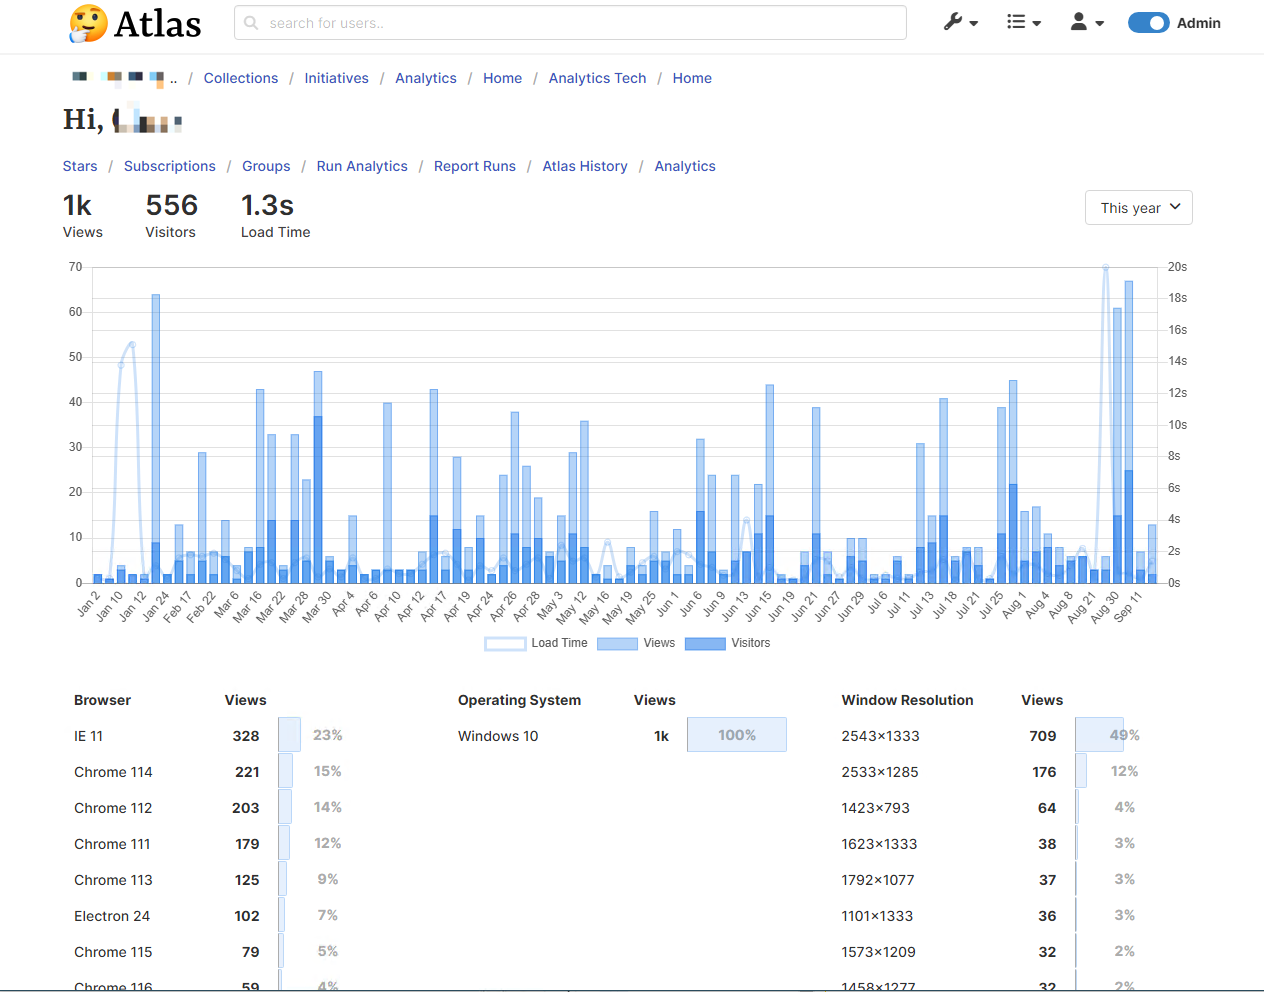 Atlas search for users.. Admin
.. / Collections / Initiatives / Analytics / Home / Analytics Tech / Home
Hi,
Stars / Subscriptions / Groups / Run Analytics / Report Runs / Atlas History / Analytics
1k 556 1.3s
Views Visitors Load Time
This year
70 20s
18s
60
16s
50
14s
40 12s
10s
30
8s
20 6s
4s
10
2s
0 0s
Jan 2 Jan 10 Jan 12 Jan 24 Feb 17 Feb 22 Mar 6 Mar 16 Mar 22 Mar 28 Mar 30 Apr 4 Apr 6 Apr 10 Apr 12 Apr 17 Apr 19 Apr 24 Apr 26 Apr 28 May 3 May 12 May 16 May 19 May 25 Jun 1 Jun 6 Jun 9 Jun 13 Jun 15 Jun 19 Jun 21 Jun 27 Jun 29 Jul 6 Jul 11 Jul 13 Jul 18 Jul 21 Jul 25 Aug 1 Aug 4 Aug 8 Aug 21 Aug 30 Sep 11
Load Time Views Visitors
Browser Views Operating System Views Window Resolution Views
IE 11 328 23% Windows 10 1k 100% 2543×1333 709 49%
Chrome 114 221 15% 2533×1285 176 12%
Chrome 112 203 14% 1423×793 64 4%
Chrome 111 179 12% 1623×1333 38 3%
Chrome 113 125 9% 1792×1077 37 3%
Electron 24 102 7% 1101×1333 36 3%
Chrome 115 79 5% 1573×1209 32 2%
Chrome 116 59 4% 1458×1277 32 2%